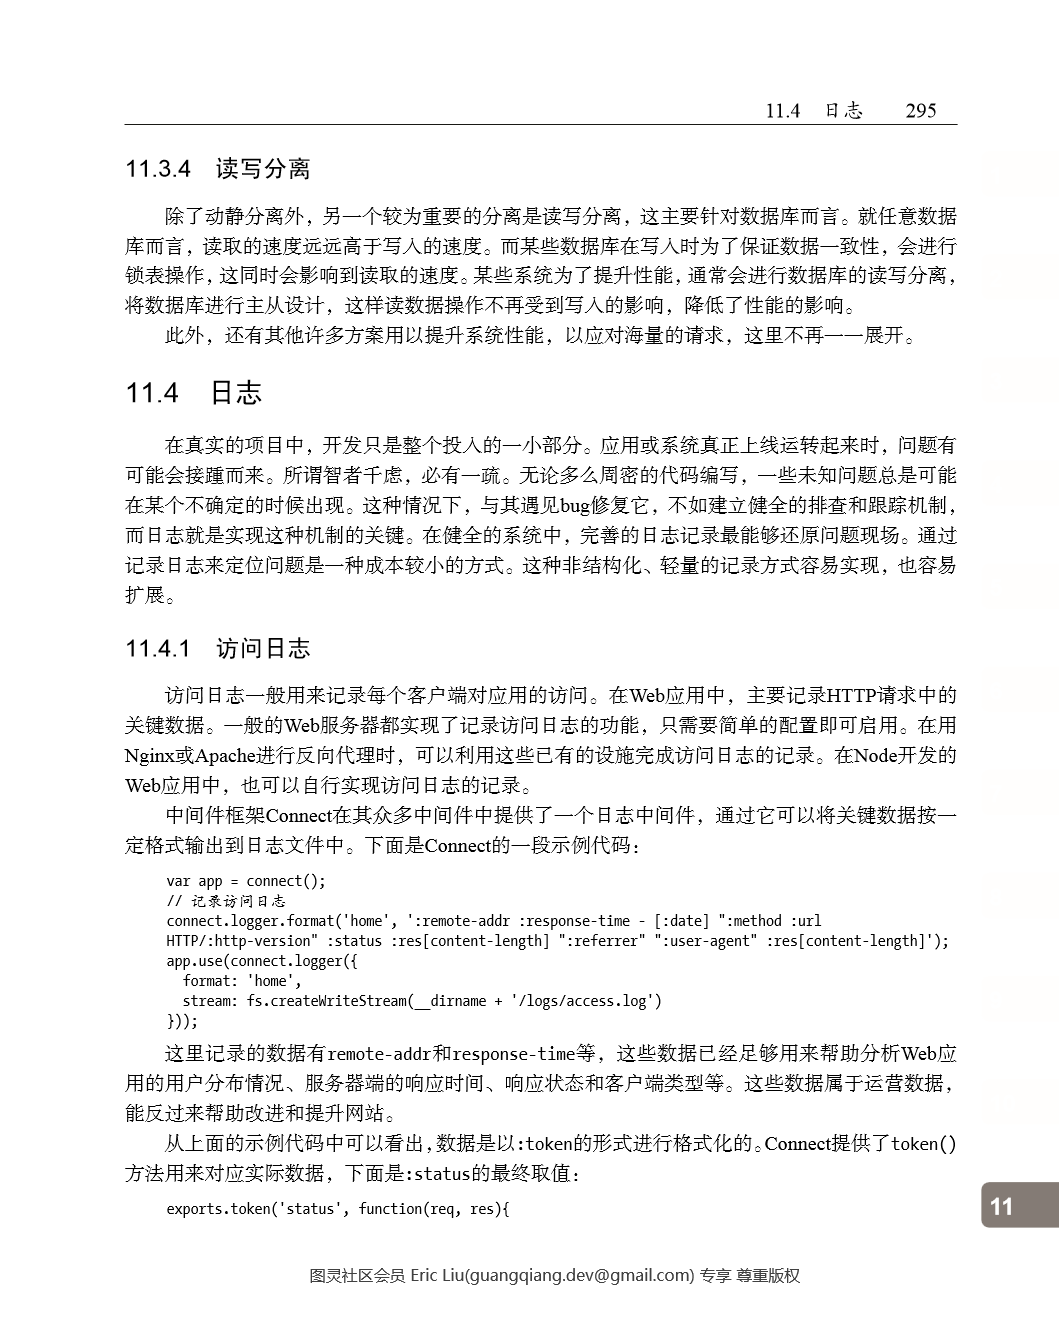 11.4 日志 295
11.3.4 读写分离
除了动静分离外，另一个较为重要的分离是读写分离，这主要针对数据库而言。就任意数据
库而言，读取的速度远远高于写入的速度。而某些数据库在写入时为了保证数据一致性，会进行
锁表操作，这同时会影响到读取的速度。某些系统为了提升性能，通常会进行数据库的读写分离，
将数据库进行主从设计，这样读数据操作不再受到写入的影响，降低了性能的影响。
此外，还有其他许多方案用以提升系统性能，以应对海量的请求，这里不再一一展开。
11.4 日志
在真实的项目中，开发只是整个投入的一小部分。应用或系统真正上线运转起来时，问题有
可能会接踵而来。所谓智者千虑，必有一疏。无论多么周密的代码编写，一些未知问题总是可能
在某个不确定的时候出现。这种情况下，与其遇见bug修复它，不如建立健全的排查和跟踪机制，
而日志就是实现这种机制的关键。在健全的系统中，完善的日志记录最能够还原问题现场。通过
记录日志来定位问题是一种成本较小的方式。这种非结构化、轻量的记录方式容易实现，也容易
扩展。
11.4.1 访问日志
访问日志一般用来记录每个客户端对应用的访问。在Web应用中，主要记录HTTP请求中的
关键数据。一般的Web服务器都实现了记录访问日志的功能，只需要简单的配置即可启用。在用
Nginx或Apache进行反向代理时，可以利用这些已有的设施完成访问日志的记录。在Node开发的
Web应用中，也可以自行实现访问日志的记录。
中间件框架Connect在其众多中间件中提供了一个日志中间件，通过它可以将关键数据按一
定格式输出到日志文件中。下面是Connect的一段示例代码：
var app = connect();
// 记录访问日志
connect.logger.format('home', ':remote-addr :response-time - [:date] ":method :url
HTTP/:http-version" :status :res[content-length] ":referrer" ":user-agent" :res[content-length]');
app.use(connect.logger({
  format: 'home',
  stream: fs.createWriteStream(__dirname + '/logs/access.log')
}));
这里记录的数据有remote-addr和response-time等，这些数据已经足够用来帮助分析Web应
用的用户分布情况、服务器端的响应时间、响应状态和客户端类型等。这些数据属于运营数据，
能反过来帮助改进和提升网站。
从上面的示例代码中可以看出，数据是以:token的形式进行格式化的。Connect提供了token()
方法用来对应实际数据，下面是:status的最终取值：
exports.token('status', function(req, res){
11
图灵社区会员 Eric Liu(guangqiang.dev@gmail.com) 专享 尊重版权